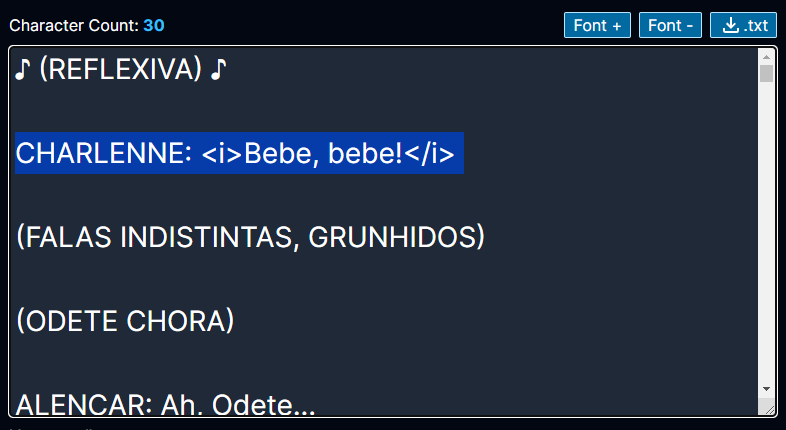 Character Count: 30 Font + Font - .txt
♪ (REFLEXIVA) ♪
CHARLENNE: <i>Bebe, bebe!</i>
(FALAS INDISTINTAS, GRUNHIDOS)
(ODETE CHORA)
ALENCAR: Ah, Odete...